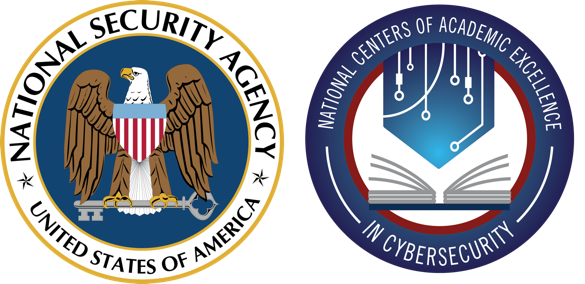 NATIONAL SECURITY AGENCY
UNITED STATES OF AMERICA
NATIONAL CENTERS OF ACADEMIC EXCELLENCE
IN CYBERSECURITY